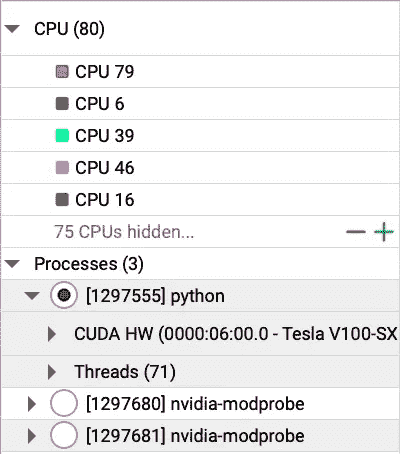 CPU (80)
CPU 79
CPU 6
CPU 39
CPU 46
CPU 16
75 CPUs hidden...
Processes (3)
[1297555] python
CUDA HW (0000:06:00.0 - Tesla V100-SX
Threads (71)
[1297680] nvidia-modprobe
[1297681] nvidia-modprobe